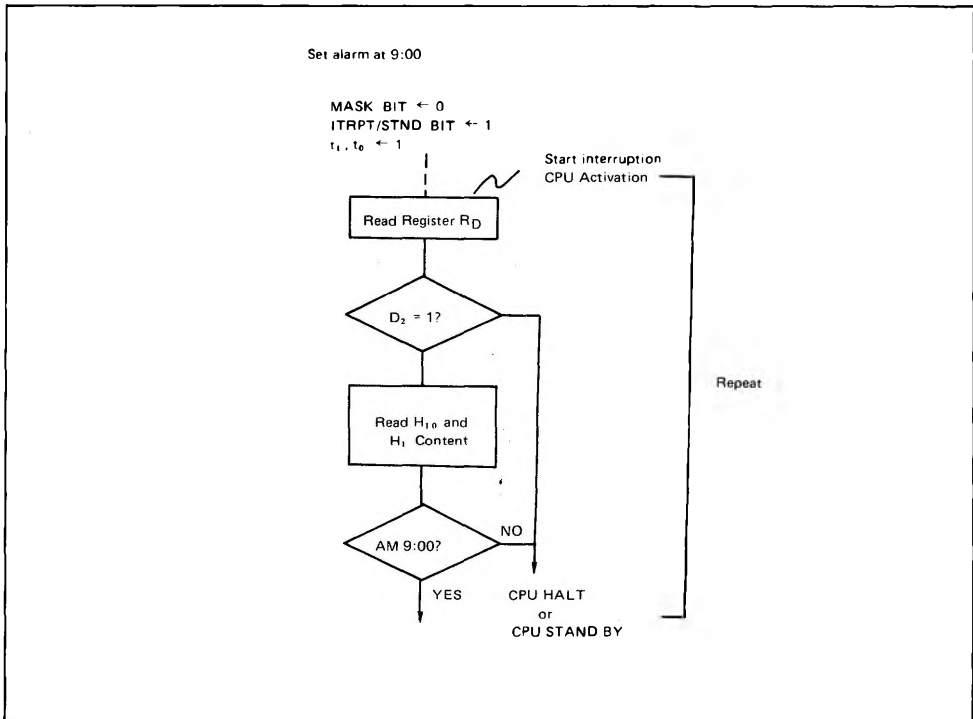 Set alarm at 9:00
MASK BIT ← 0
ITRPT/STND BIT ← 1
t₁, t₀ ← 1
Start interruption
CPU Activation
Read Register R_D
D₂ = 1?
Repeat
Read H₁₀ and
H₁ Content
AM 9:00?
NO
YES
CPU HALT
or
CPU STAND BY